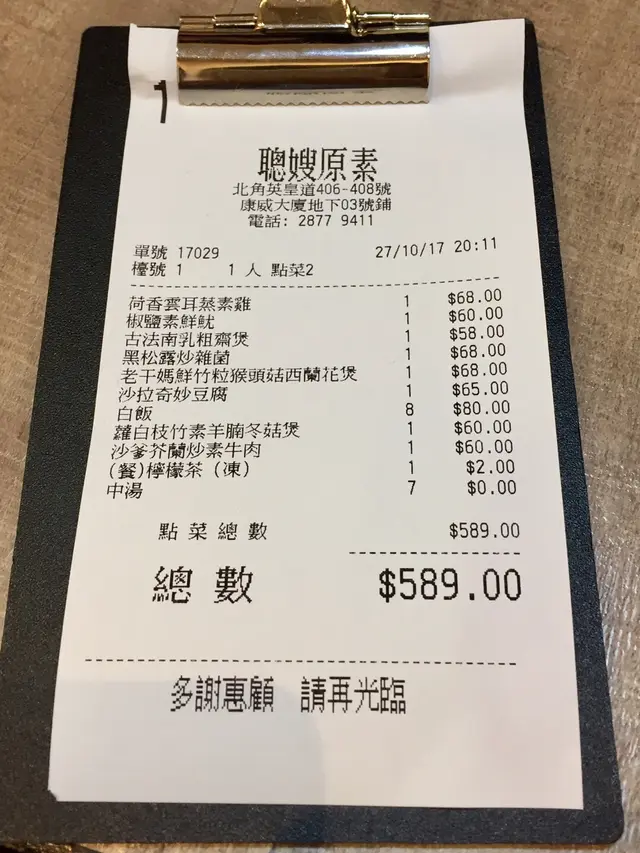 1
聰嫂原素
北角英皇道406-408號
康威大廈地下03號鋪
電話: 2877 9411
單號 17029 27/10/17 20:11
檯號 1 1 人 點菜2
荷香雲耳蒸素雞 1 $68.00
椒鹽素鮮魷 1 $60.00
古法南乳粗齋煲 1 $58.00
黑松露炒雜菌 1 $68.00
老干媽鮮竹粒猴頭菇西蘭花煲 1 $68.00
沙拉奇妙豆腐 1 $65.00
白飯 8 $80.00
蘿白枝竹素羊腩冬菇煲 1 $60.00
沙爹芥蘭炒素牛肉 1 $60.00
(餐)檸檬茶 (凍) 1 $2.00
中湯 7 $0.00
點菜總數 $589.00
總數 $589.00
多謝惠顧 請再光臨